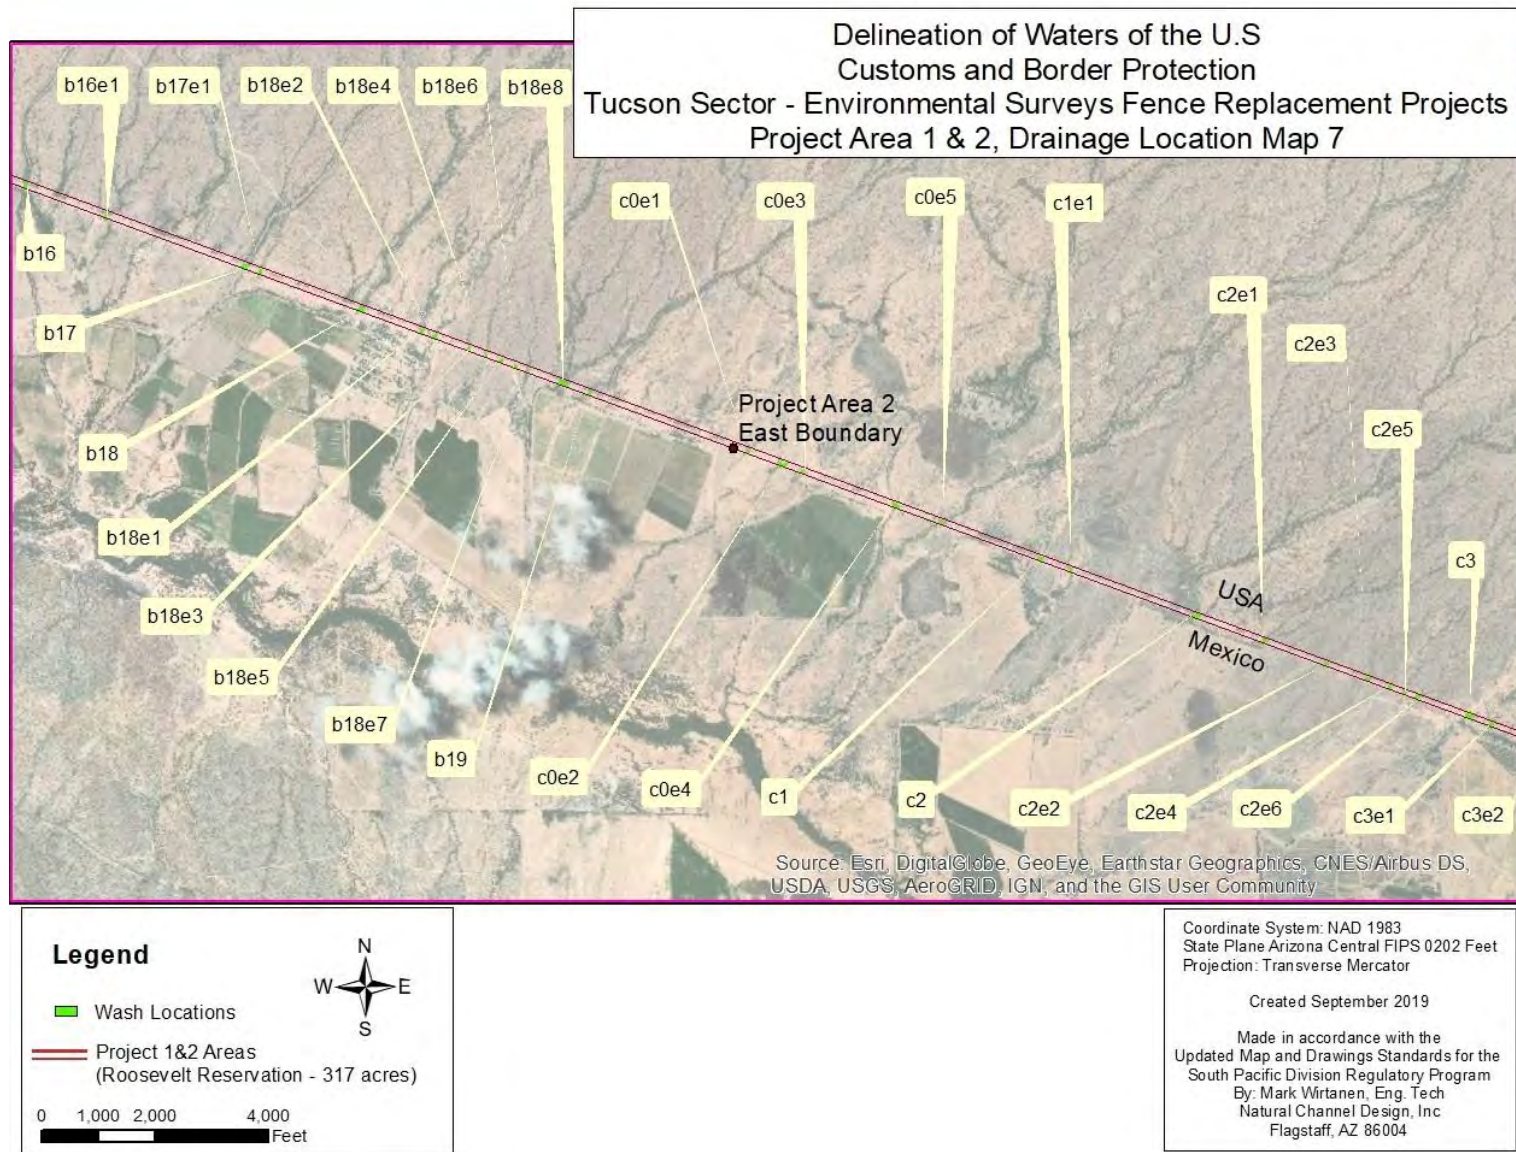 Delineation of Waters of the U.S
Customs and Border Protection
Tucson Sector - Environmental Surveys Fence Replacement Projects
Project Area 1 & 2, Drainage Location Map 7
b16e1
b17e1
b18e2
b18e4
b18e6
b18e8
c0e1
c0e3
c0e5
c1e1
b16
c2e1
b17
c2e3
Project Area 2
East Boundary
c2e5
b18
b18e1
c3
USA
b18e3
Mexico
b18e5
b18e7
b19
c0e2
c0e4
c1
c2
c2e2
c2e4
c2e6
c3e1
c3e2
Source: Esri, DigitalGlobe, GeoEye, Earthstar Geographics, CNES/Airbus DS,
USDA, USGS, AeroGRID, IGN, and the GIS User Community
Legend
N
W E
S
Wash Locations
Project 1&2 Areas
(Roosevelt Reservation - 317 acres)
0 1,000 2,000 4,000
Feet
Coordinate System: NAD 1983
State Plane Arizona Central FIPS 0202 Feet
Projection: Transverse Mercator
Created September 2019
Made in accordance with the
Updated Map and Drawings Standards for the
South Pacific Division Regulatory Program
By: Mark Wirtanen, Eng. Tech
Natural Channel Design, Inc
Flagstaff, AZ 86004